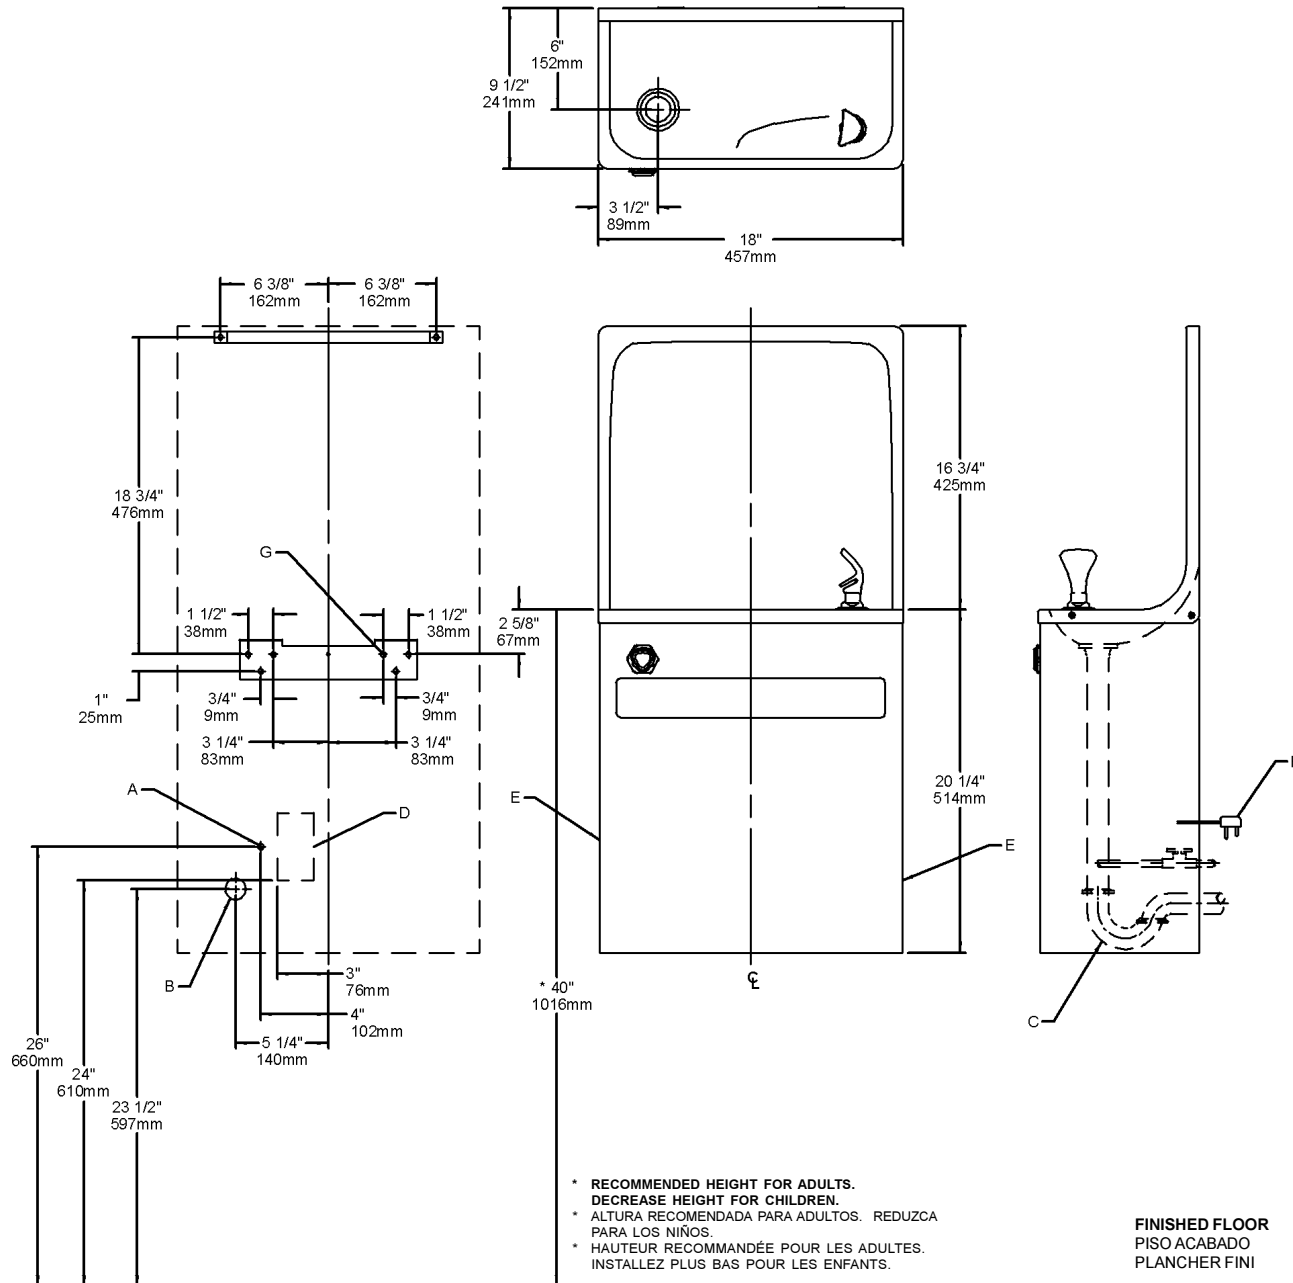 6"
152mm
9 1/2"
241mm
3 1/2"
89mm
18"
457mm
6 3/8"
162mm
6 3/8"
162mm
18 3/4"
476mm
G
1 1/2"
38mm
1 1/2"
38mm
2 5/8"
67mm
16 3/4"
425mm
1"
25mm
3/4"
9mm
3/4"
9mm
3 1/4"
83mm
3 1/4"
83mm
A
D
E
20 1/4"
514mm
E
F
B
3"
76mm
4"
102mm
5 1/4"
140mm
* 40"
1016mm
℄
C
26"
660mm
24"
610mm
23 1/2"
597mm
* RECOMMENDED HEIGHT FOR ADULTS.
DECREASE HEIGHT FOR CHILDREN.
* ALTURA RECOMENDADA PARA ADULTOS. REDUZCA
PARA LOS NIÑOS.
* HAUTEUR RECOMMANDÉE POUR LES ADULTES.
INSTALLEZ PLUS BAS POUR LES ENFANTS.
FINISHED FLOOR
PISO ACABADO
PLANCHER FINI